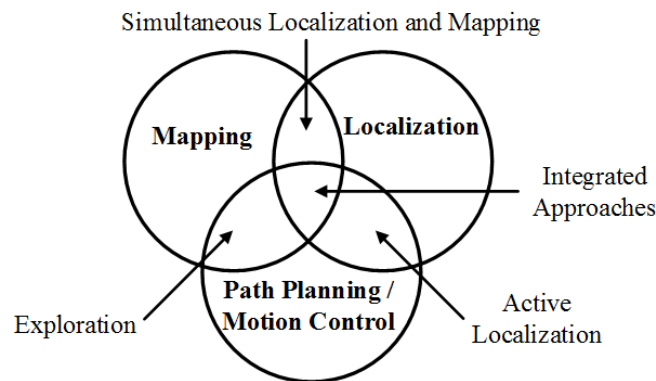 Simultaneous Localization and Mapping
Mapping
Localization
Integrated
Approaches
Path Planning /
Motion Control
Exploration
Active
Localization